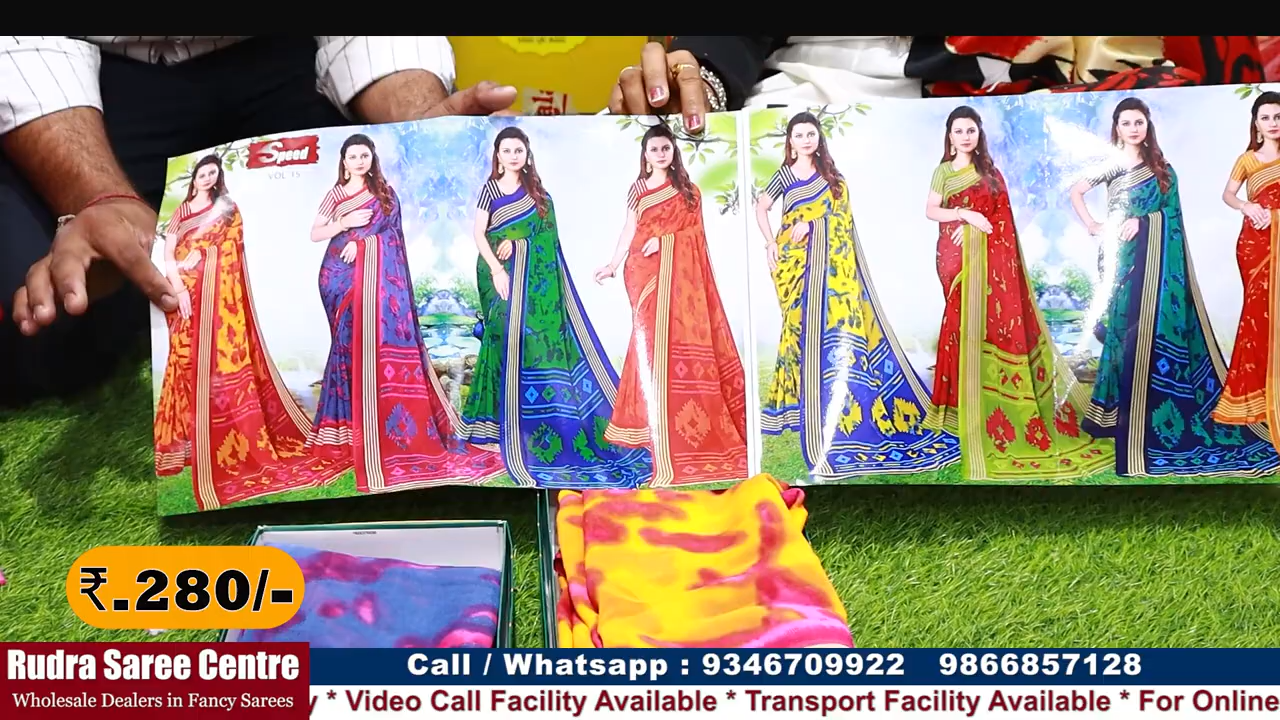 Speed
VOL 15
₹.280/-
Rudra Saree Centre
Wholesale Dealers in Fancy Sarees
Call / Whatsapp : 9346709922 9866857128
y * Video Call Facility Available * Transport Facility Available * For Online